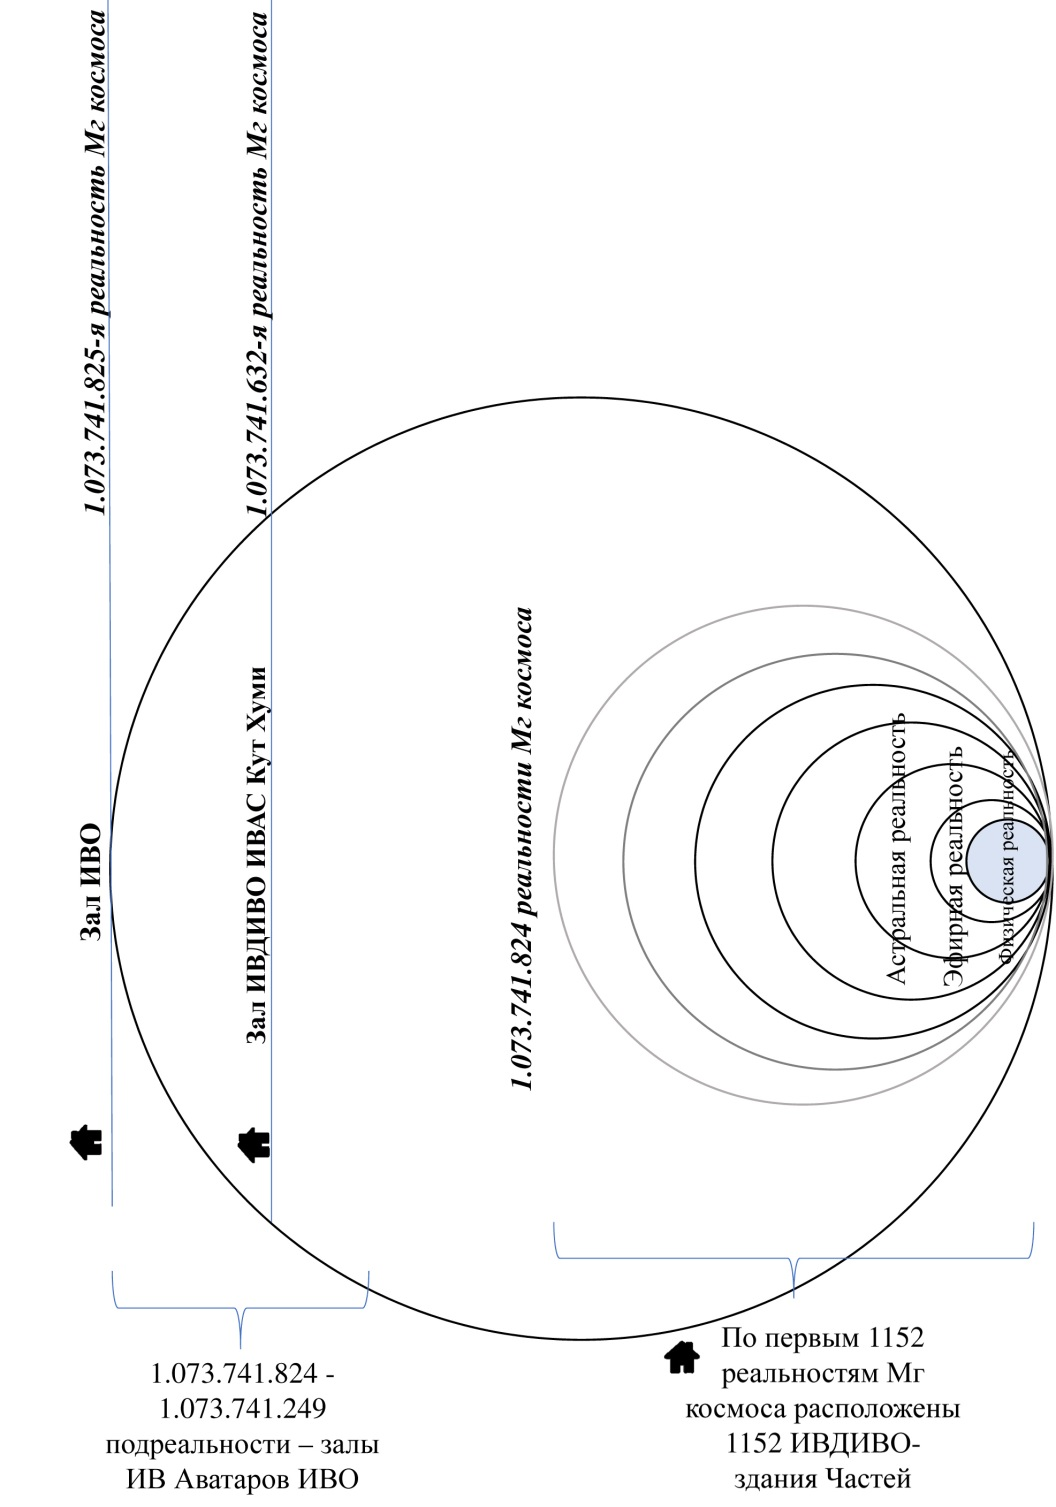 1.073.741.825-я реальность Мг космоса
Зал ИВО
1.073.741.632-я реальность Мг космоса
Зал ИВДИВО ИВАС Кут Хуми
1.073.741.824 реальности Мг космоса
Астральная реальность
Эфирная реальность
Физическая реальность
1.073.741.824 -
1.073.741.249
подреальности – залы
ИВ Аватаров ИВО
По первым 1152
реальностям Мг
космоса расположены
1152 ИВДИВО-
здания Частей